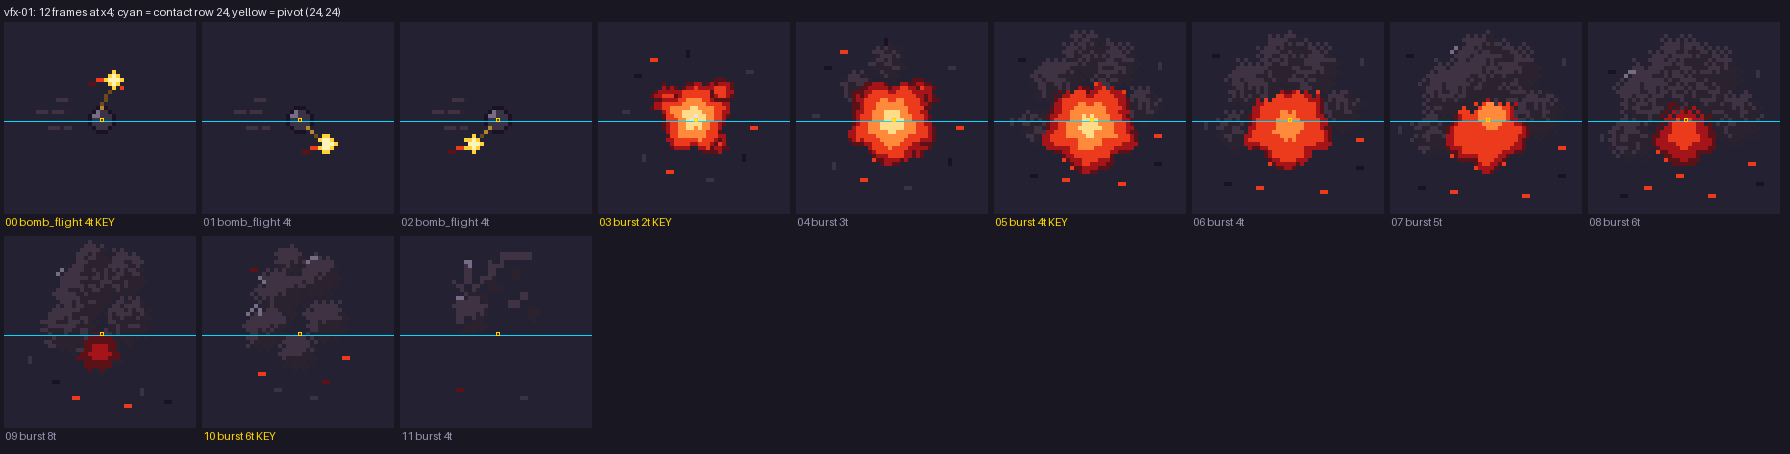 vfx-01: 12 frames at x4; cyan = contact row 24, yellow = pivot (24, 24)
00 bomb_flight 4t KEY
01 bomb_flight 4t
02 bomb_flight 4t
03 burst 2t KEY
04 burst 3t
05 burst 4t KEY
06 burst 4t
07 burst 5t
08 burst 6t
09 burst 8t
10 burst 6t KEY
11 burst 4t